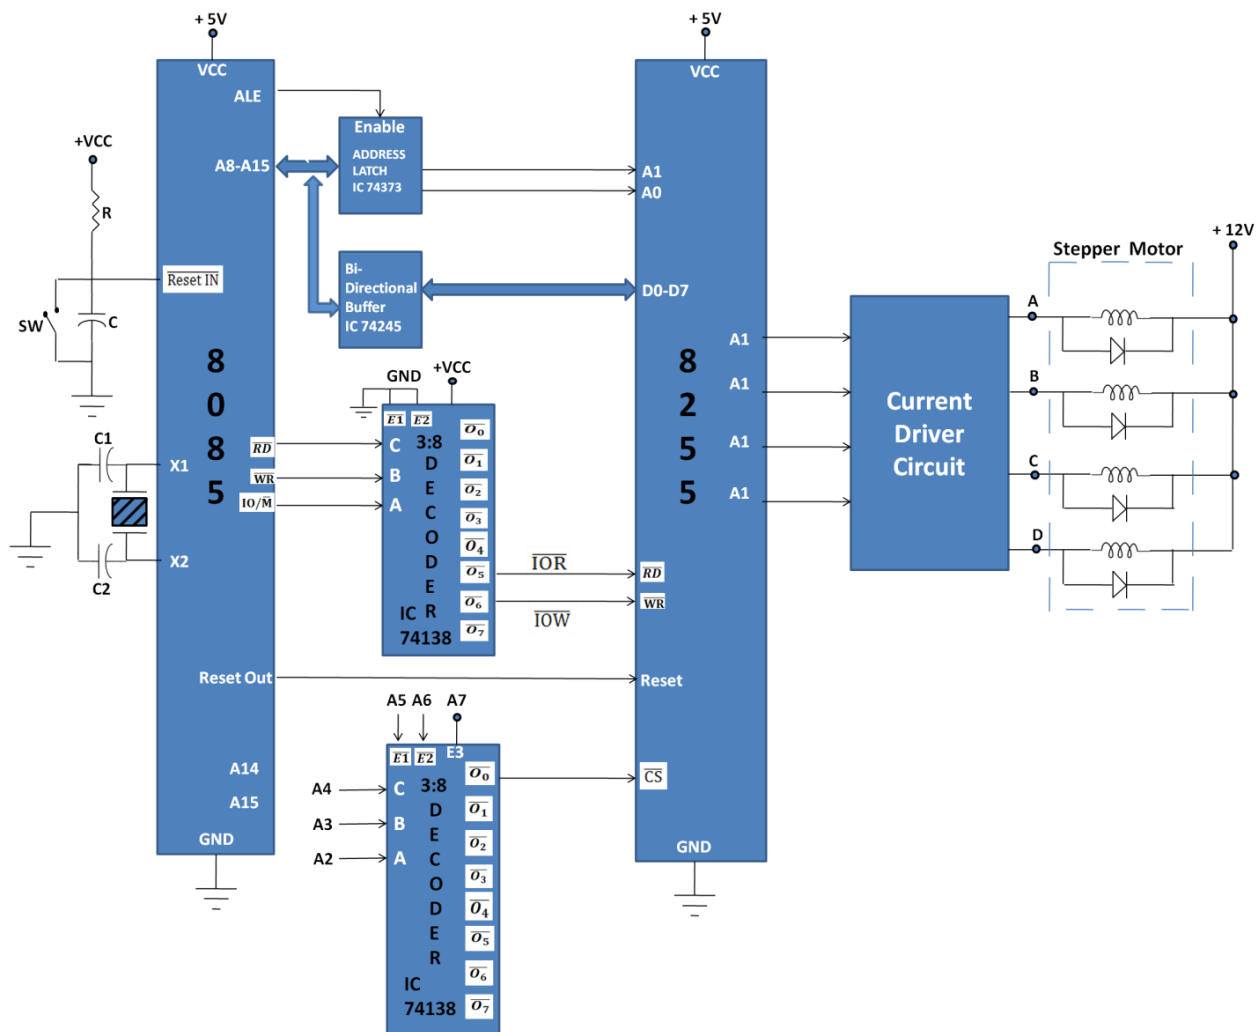 + 5V
VCC
ALE
A8-A15
+VCC
R
Reset IN
SW
C
8
0
8
5
C1
X1
X2
C2
RD
WR
IO/M̅
Reset Out
A14
A15
GND
Enable
ADDRESS
LATCH
IC 74373
Bi-
Directional
Buffer
IC 74245
GND
+VCC
E1 E2
C
B
A
3:8
D
E
C
O
D
E
R
IC
74138
O0
O1
O2
O3
O4
O5
O6
O7
IOR
IOW
A5 A6 A7
E1 E2 E3
A4
A3
A2
C
B
A
3:8
D
E
C
O
D
E
R
IC
74138
O0
O1
O2
O3
O4
O5
O6
O7
+ 5V
VCC
A1
A0
D0-D7
8
2
5
5
A1
A1
A1
A1
RD
WR
Reset
CS
GND
Current
Driver
Circuit
Stepper Motor
+ 12V
A
B
C
D